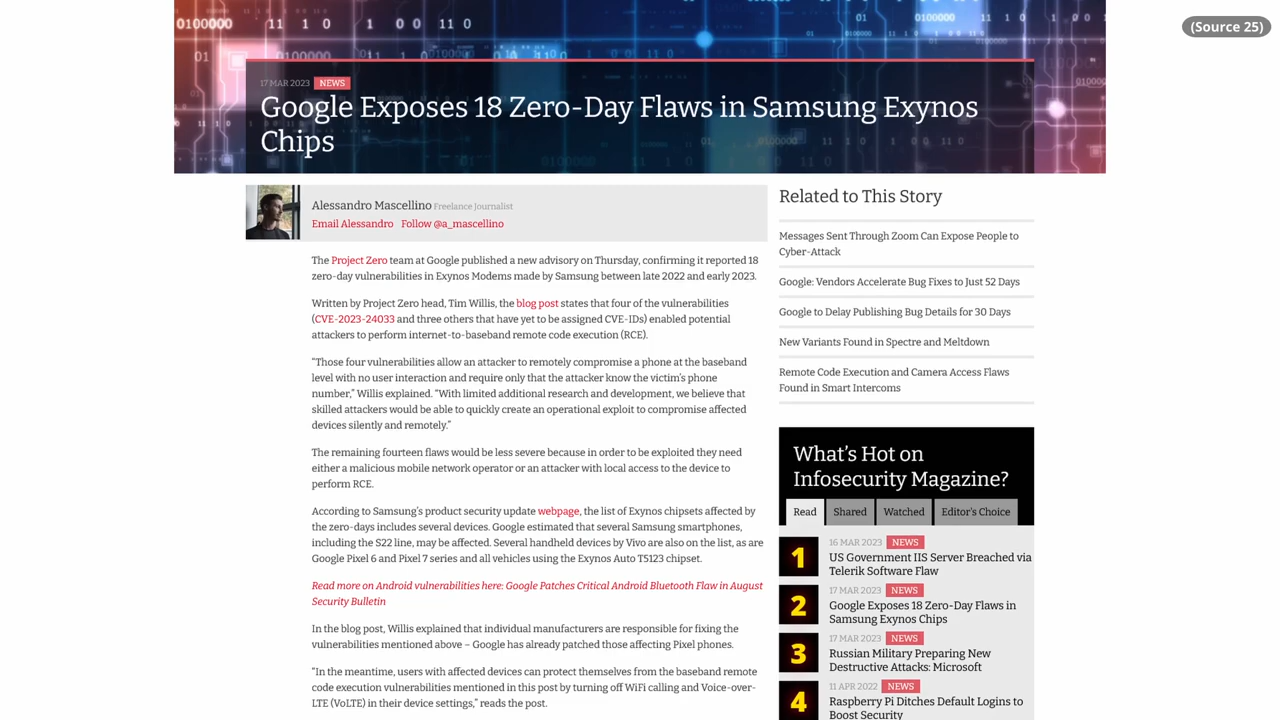 (Source 25)
17 MAR 2023 NEWS
Google Exposes 18 Zero-Day Flaws in Samsung Exynos
Chips
Alessandro Mascellino Freelance Journalist
Email Alessandro Follow @a_mascellino
The Project Zero team at Google published a new advisory on Thursday, confirming it reported 18
zero-day vulnerabilities in Exynos Modems made by Samsung between late 2022 and early 2023.
Written by Project Zero head, Tim Willis, the blog post states that four of the vulnerabilities
(CVE-2023-24033 and three others that have yet to be assigned CVE-IDs) enabled potential
attackers to perform internet-to-baseband remote code execution (RCE).
“Those four vulnerabilities allow an attacker to remotely compromise a phone at the baseband
level with no user interaction and require only that the attacker know the victim’s phone
number,” Willis explained. “With limited additional research and development, we believe that
skilled attackers would be able to quickly create an operational exploit to compromise affected
devices silently and remotely.”
The remaining fourteen flaws would be less severe because in order to be exploited they need
either a malicious mobile network operator or an attacker with local access to the device to
perform RCE.
According to Samsung’s product security update webpage, the list of Exynos chipsets affected by
the zero-days includes several devices. Google estimated that several Samsung smartphones,
including the S22 line, may be affected. Several handheld devices by Vivo are also on the list, as are
Google Pixel 6 and Pixel 7 series and all vehicles using the Exynos Auto T5123 chipset.
Read more on Android vulnerabilities here: Google Patches Critical Android Bluetooth Flaw in August
Security Bulletin
In the blog post, Willis explained that individual manufacturers are responsible for fixing the
vulnerabilities mentioned above – Google has already patched those affecting Pixel phones.
“In the meantime, users with affected devices can protect themselves from the baseband remote
code execution vulnerabilities mentioned in this post by turning off WiFi calling and Voice-over-
LTE (VoLTE) in their device settings,” reads the post.
Related to This Story
Messages Sent Through Zoom Can Expose People to
Cyber-Attack
Google: Vendors Accelerate Bug Fixes to Just 52 Days
Google to Delay Publishing Bug Details for 30 Days
New Variants Found in Spectre and Meltdown
Remote Code Execution and Camera Access Flaws
Found in Smart Intercoms
What’s Hot on
Infosecurity Magazine?
Read Shared Watched Editor’s Choice
1
16 MAR 2023 NEWS
US Government IIS Server Breached via
Telerik Software Flaw
2
17 MAR 2023 NEWS
Google Exposes 18 Zero-Day Flaws in
Samsung Exynos Chips
3
17 MAR 2023 NEWS
Russian Military Preparing New
Destructive Attacks: Microsoft
4
11 APR 2022 NEWS
Raspberry Pi Ditches Default Logins to
Boost Security